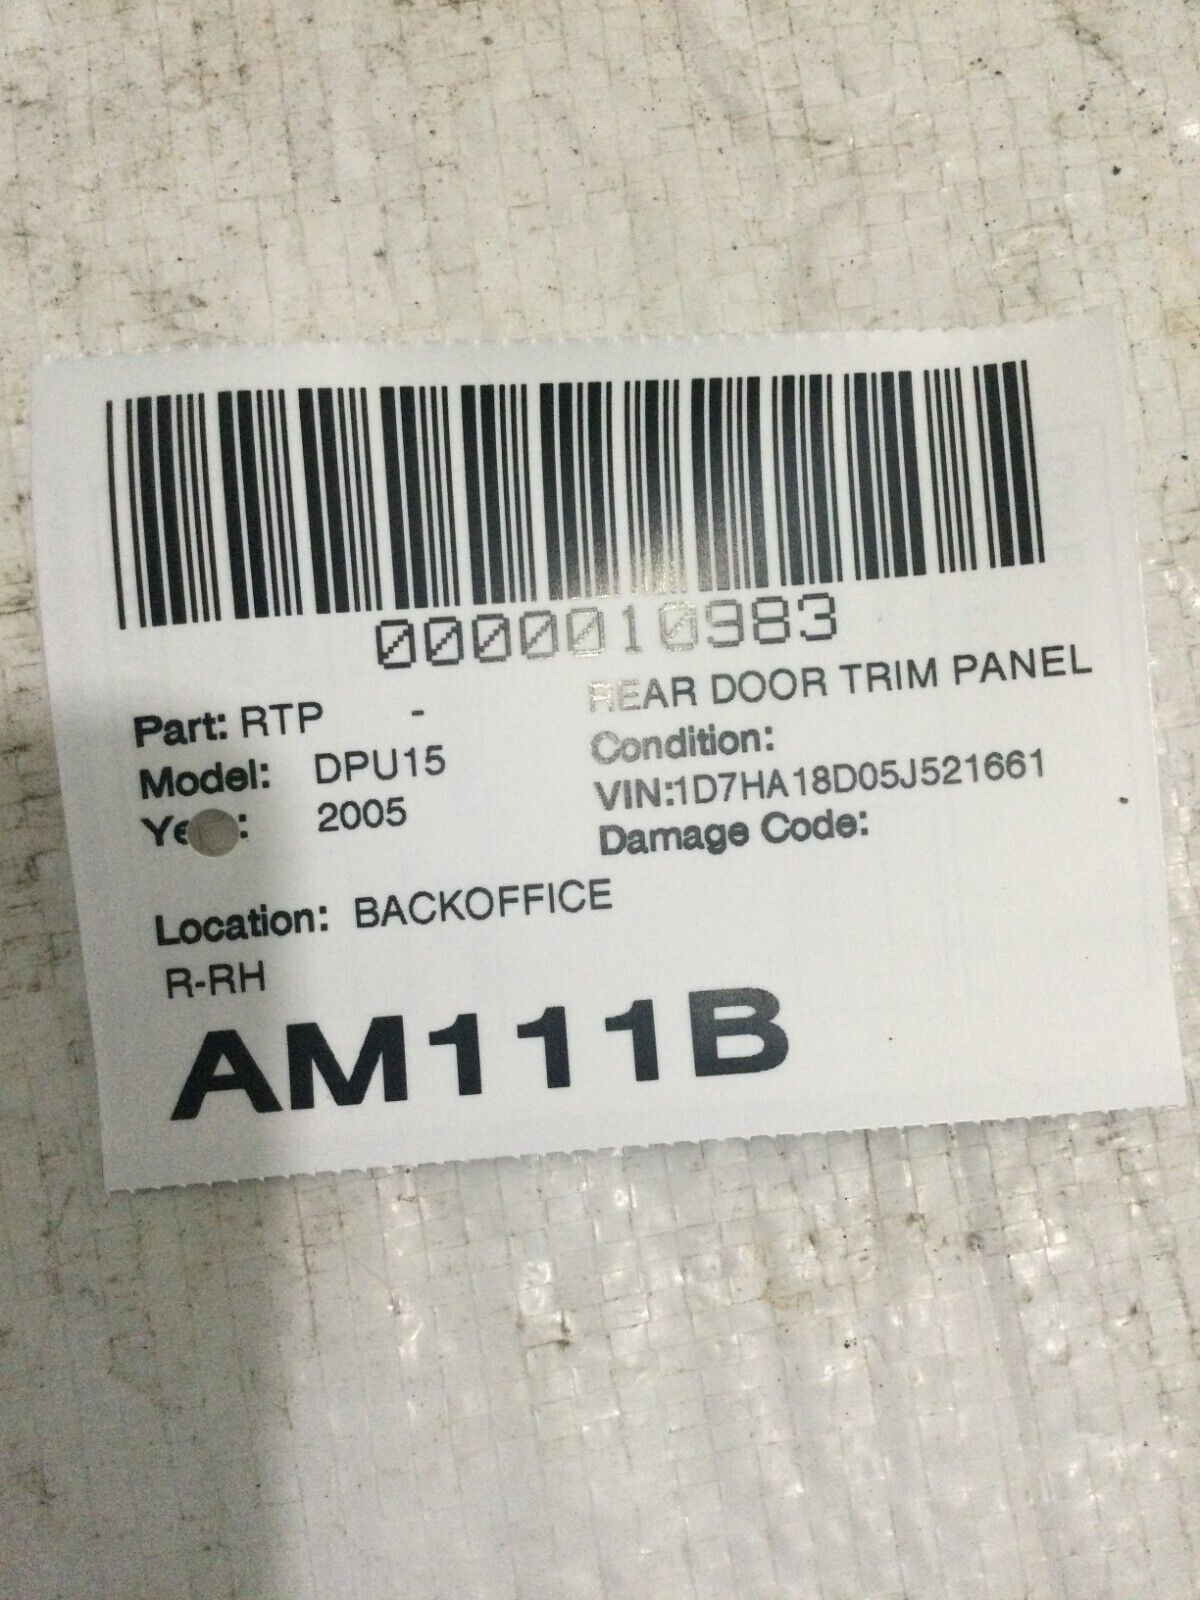 0000010983
Part: RTP - REAR DOOR TRIM PANEL
Model: DPU15 Condition:
Year: 2005 VIN:1D7HA18D05J521661
Damage Code:
Location: BACKOFFICE
R-RH
AM111B